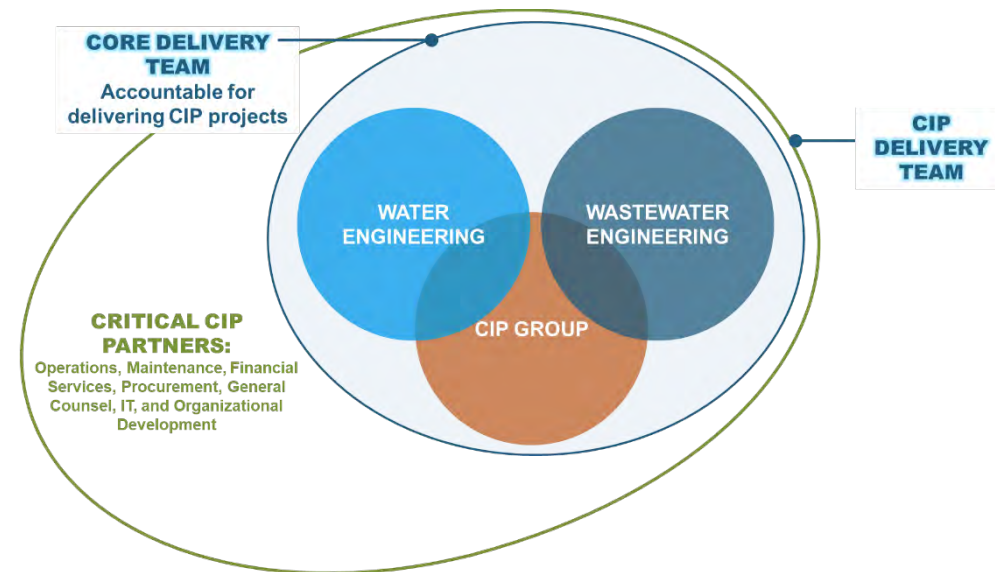 CORE DELIVERY
TEAM
Accountable for
delivering CIP projects
CIP
DELIVERY
TEAM
WATER
ENGINEERING
WASTEWATER
ENGINEERING
CIP GROUP
CRITICAL CIP
PARTNERS:
Operations, Maintenance, Financial
Services, Procurement, General
Counsel, IT, and Organizational
Development